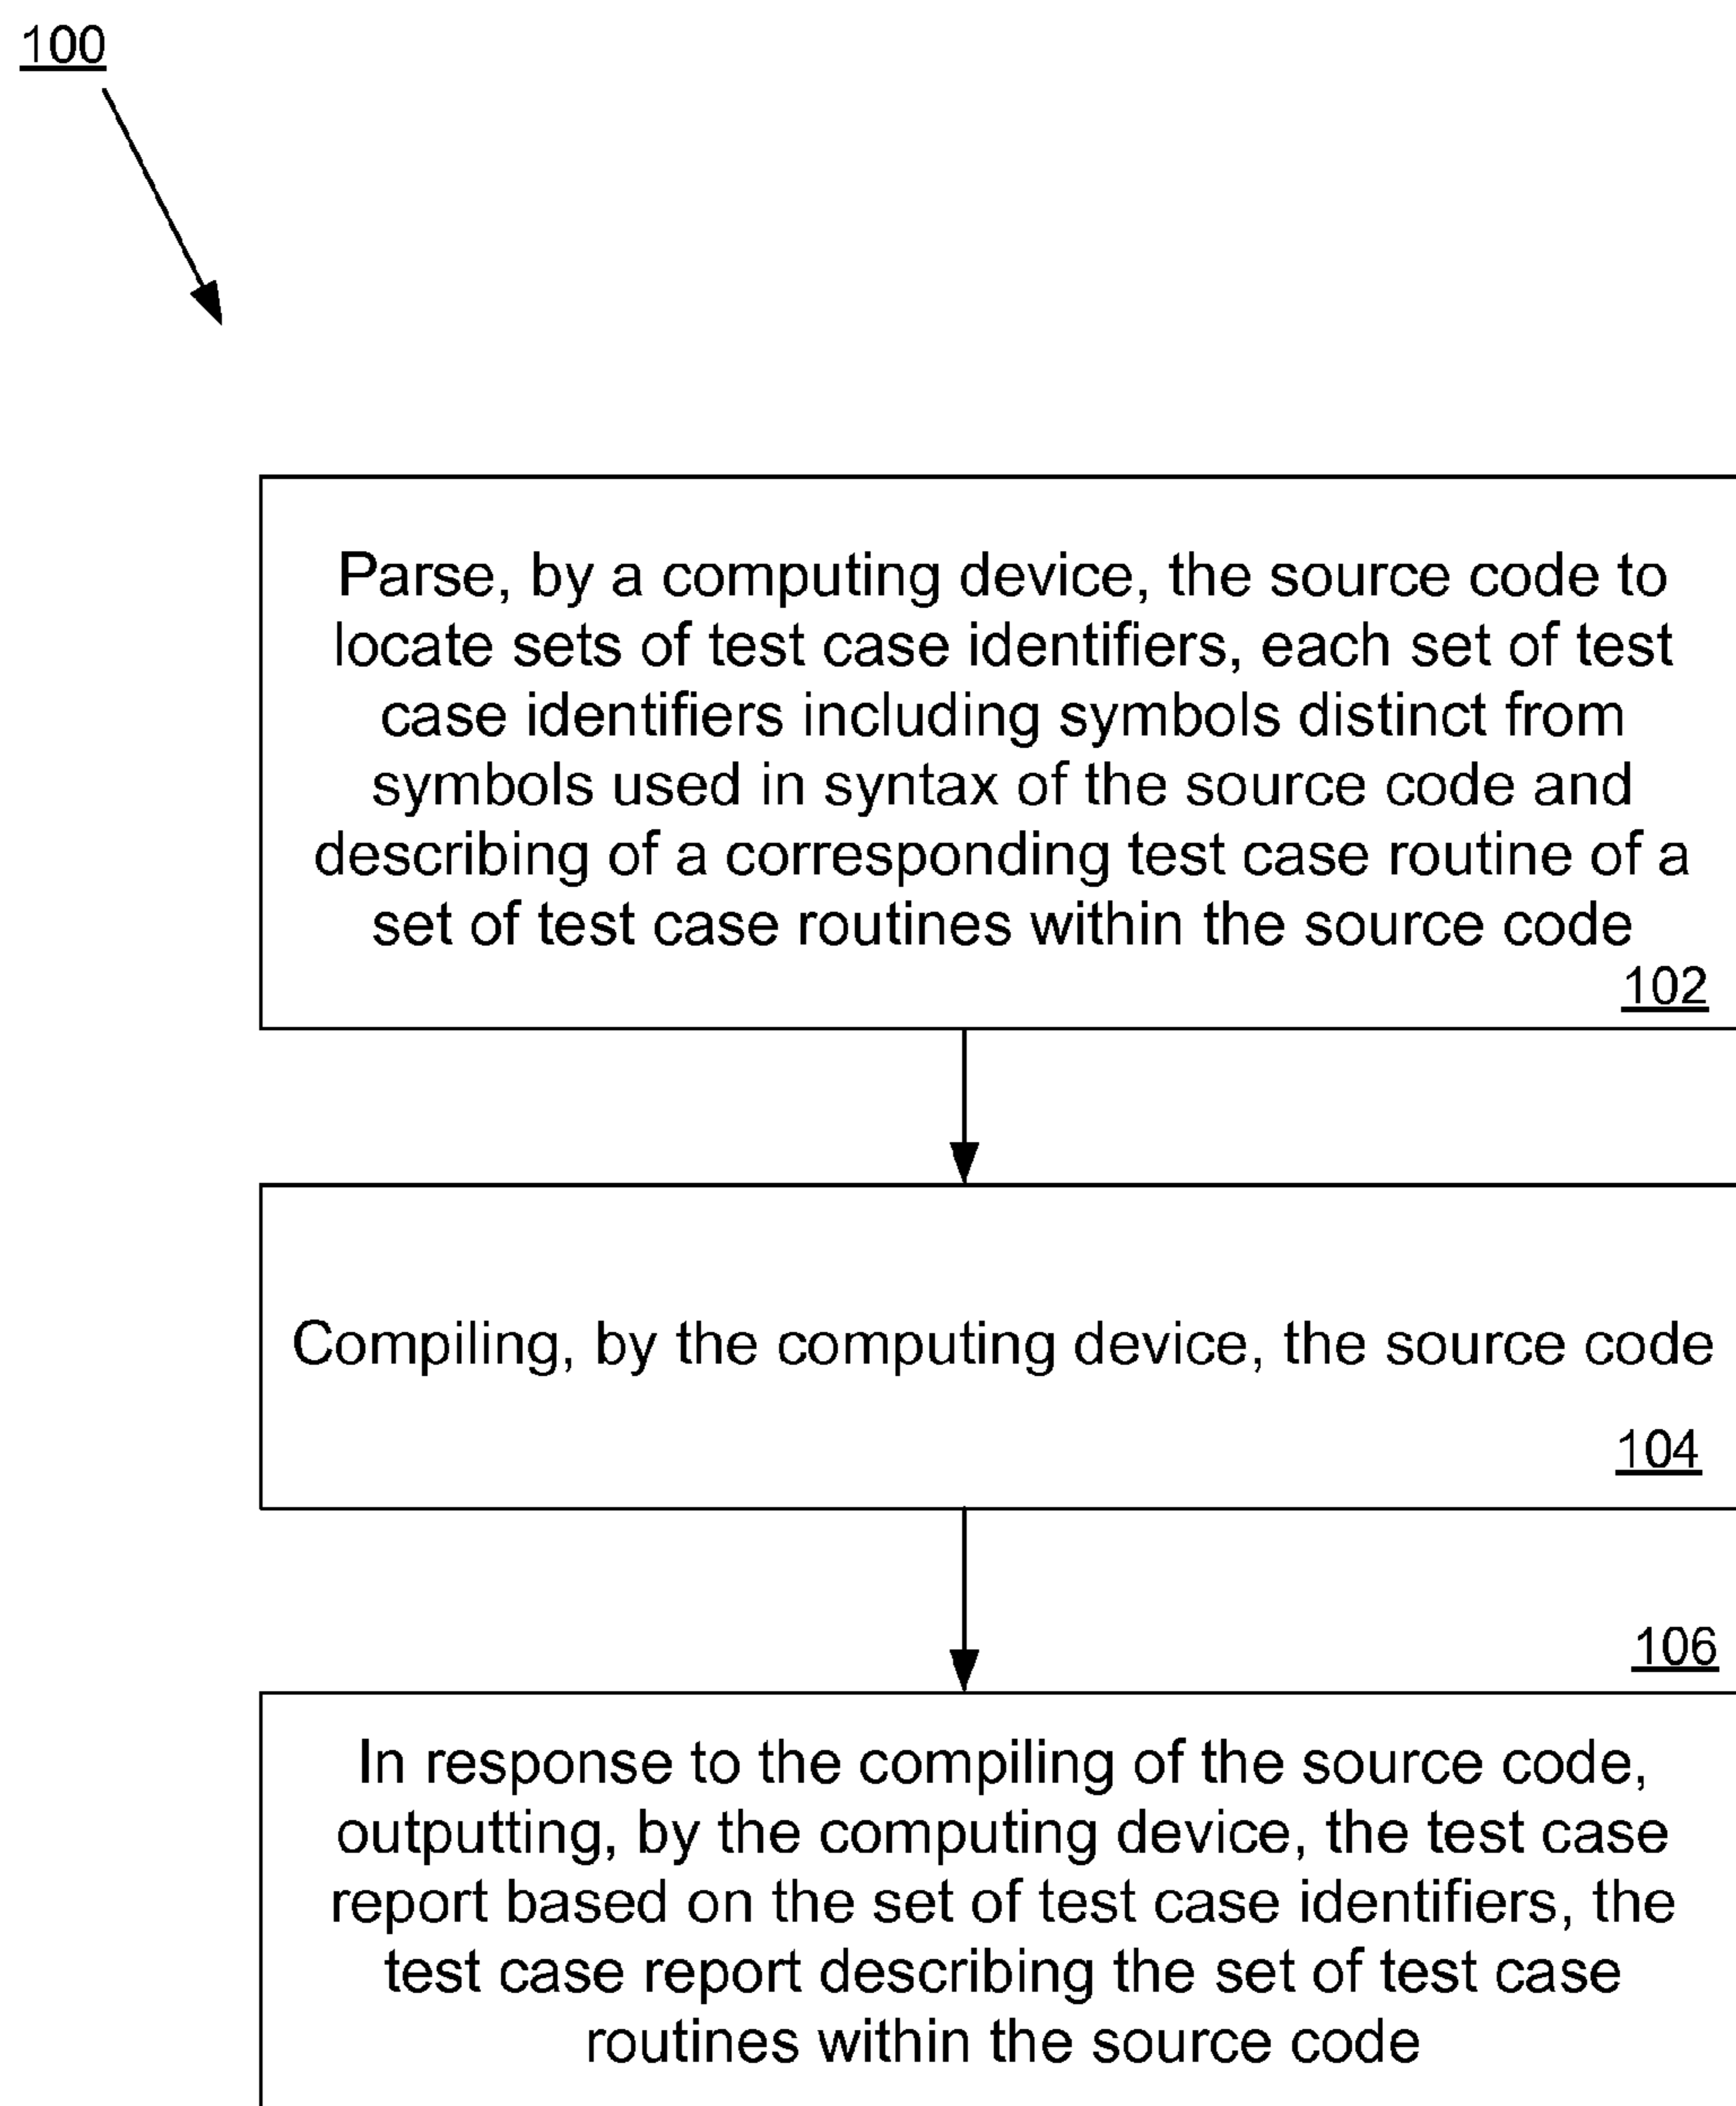 100
Parse, by a computing device, the source code to
locate sets of test case identifiers, each set of test
case identifiers including symbols distinct from
symbols used in syntax of the source code and
describing of a corresponding test case routine of a
set of test case routines within the source code
102
Compiling, by the computing device, the source code
104
106
In response to the compiling of the source code,
outputting, by the computing device, the test case
report based on the set of test case identifiers, the
test case report describing the set of test case
routines within the source code